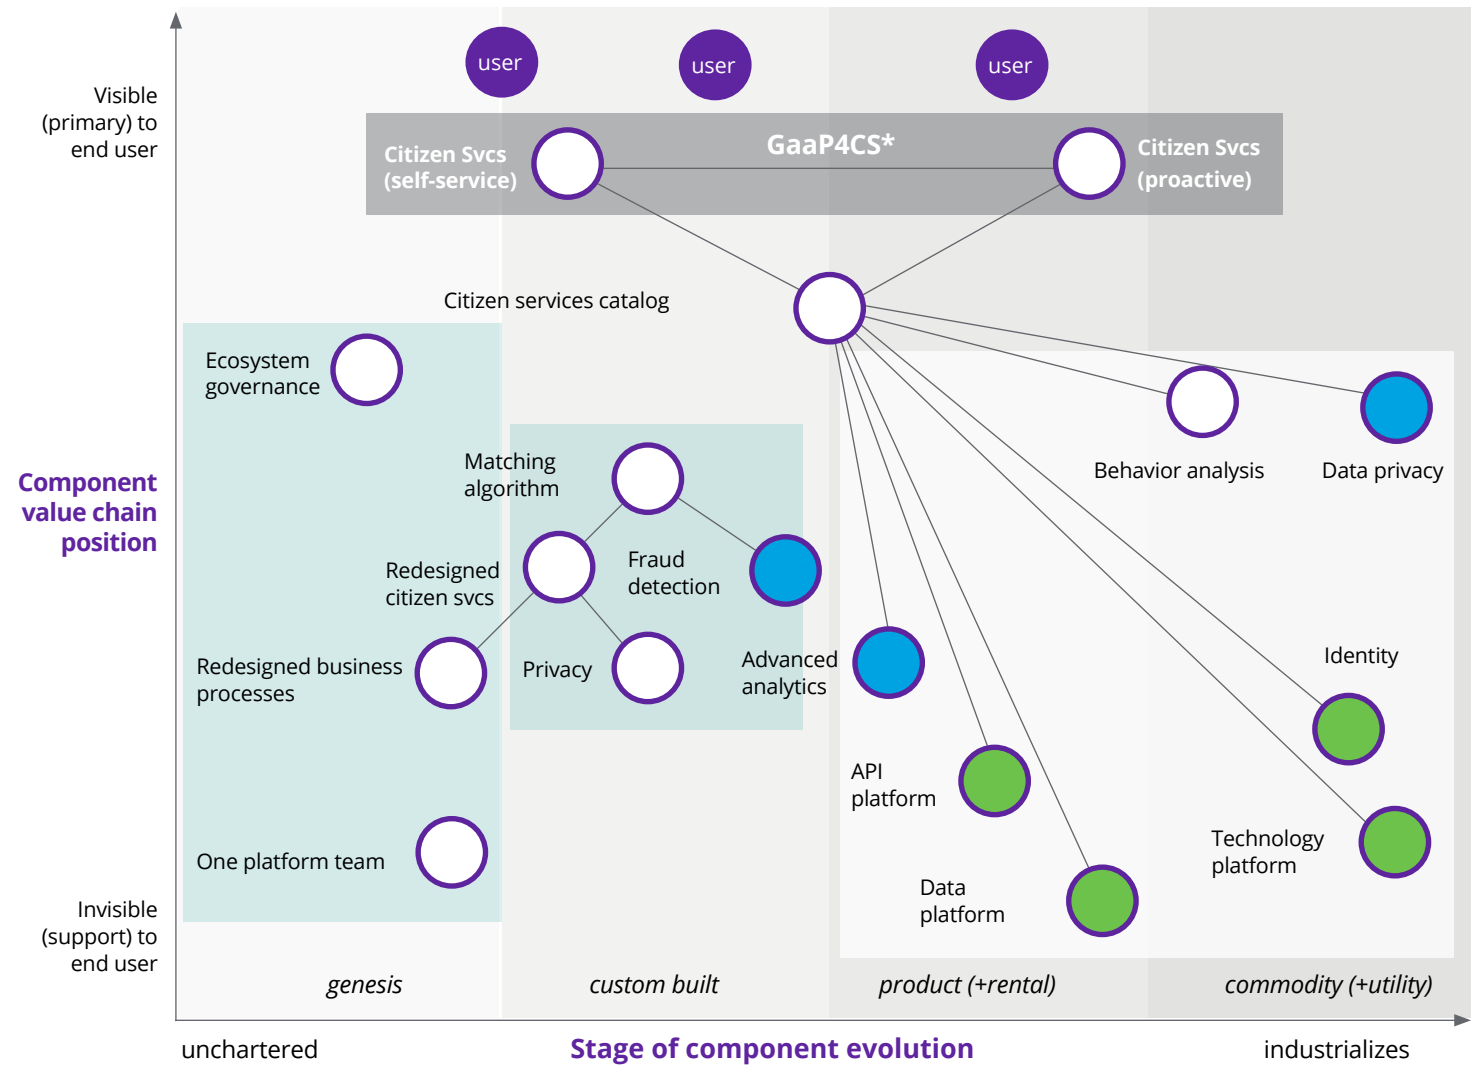 user
user
user
Visible
(primary) to
end user
GaaP4CS*
Citizen Svcs
(self-service)
Citizen Svcs
(proactive)
Citizen services catalog
Ecosystem
governance
Behavior analysis
Data privacy
Matching
algorithm
Component
value chain
position
Fraud
detection
Redesigned
citizen svcs
Redesigned business
processes
Privacy
Advanced
analytics
Identity
API
platform
Technology
platform
One platform team
Data
platform
Invisible
(support) to
end user
genesis
custom built
product (+rental)
commodity (+utility)
unchartered
Stage of component evolution
industrializes